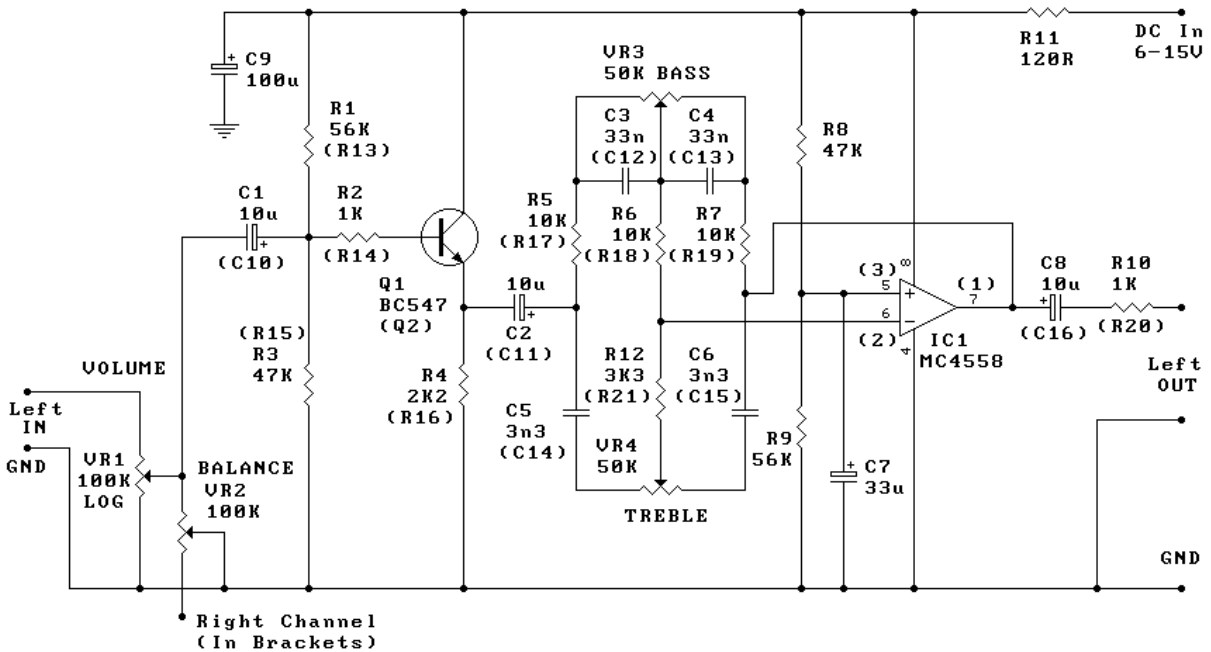 C9
100u
R1
56K
(R13)
C1
10u
(C10)
R2
1K
(R14)
Q1
BC547
(Q2)
(R15)
R3
47K
R4
2K2
(R16)
10u
C2
(C11)
VR3
50K BASS
C3
33n
(C12)
C4
33n
(C13)
R5
10K
(R17)
R6
10K
(R18)
R7
10K
(R19)
R12
3K3
(R21)
C6
3n3
(C15)
C5
3n3
(C14)
VR4
50K
TREBLE
R8
47K
R9
56K
C7
33u
R11
120R
DC In
6-15V
(3)
5
8
(1)
7
6
(2)
4
+
-
IC1
MC4558
C8
10u
(C16)
R10
1K
(R20)
Left
OUT
GND
VOLUME
Left
IN
GND
VR1
100K
LOG
BALANCE
VR2
100K
Right Channel
(In Brackets)